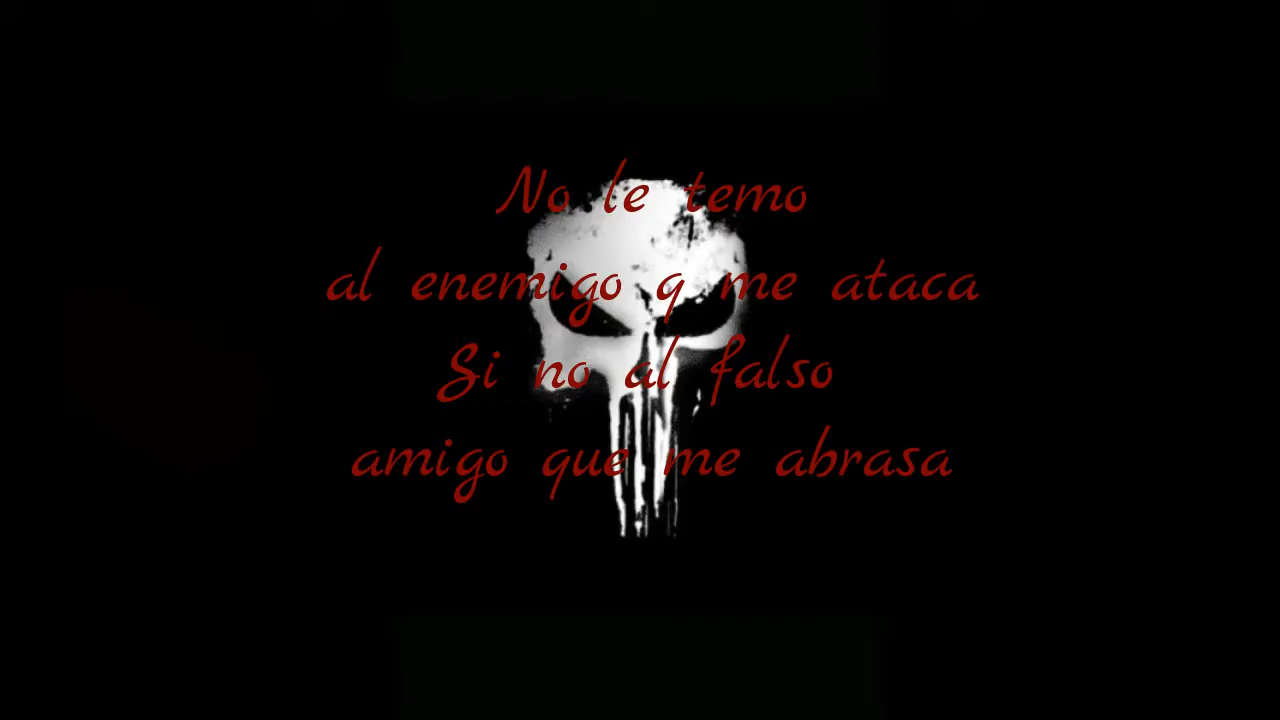 No le temo
al enemigo q me ataca
Si no al falso
amigo que me abrasa